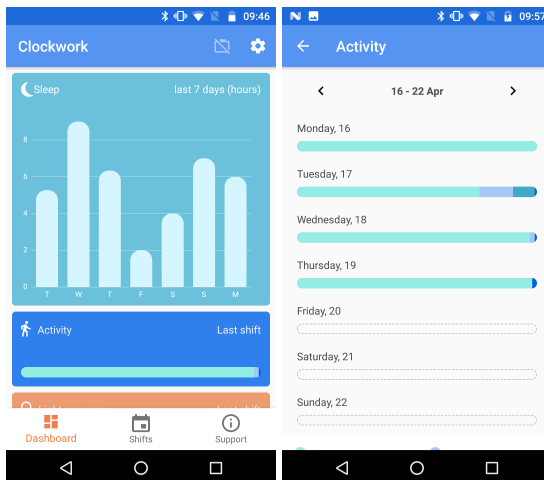 09:46
Clockwork
Sleep
last 7 days (hours)
8
6
4
2
0
T W T F S S M
Activity
Last shift
Dashboard
Shifts
Support
09:57
Activity
16 - 22 Apr
Monday, 16
Tuesday, 17
Wednesday, 18
Thursday, 19
Friday, 20
Saturday, 21
Sunday, 22